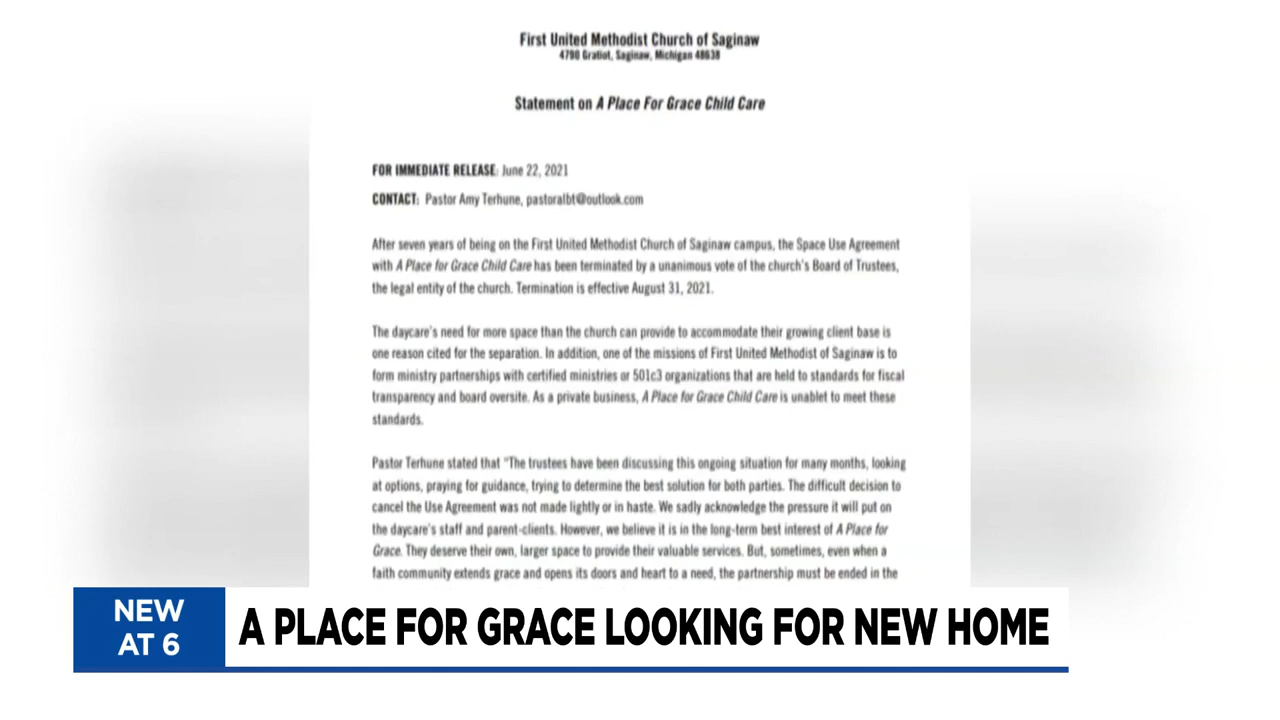 First United Methodist Church of Saginaw
4790 Gratiot, Saginaw, Michigan 48638
Statement on A Place For Grace Child Care
FOR IMMEDIATE RELEASE: June 22, 2021
CONTACT: Pastor Amy Terhune, pastoralbt@outlook.com
After seven years of being on the First United Methodist Church of Saginaw campus, the Space Use Agreement
with A Place for Grace Child Care has been terminated by a unanimous vote of the church's Board of Trustees,
the legal entity of the church. Termination is effective August 31, 2021.
The daycare's need for more space than the church can provide to accommodate their growing client base is
one reason cited for the separation. In addition, one of the missions of First United Methodist of Saginaw is to
form ministry partnerships with certified ministries or 501c3 organizations that are held to standards for fiscal
transparency and board oversite. As a private business, A Place for Grace Child Care is unablet to meet these
standards.
Pastor Terhune stated that "The trustees have been discussing this ongoing situation for many months, looking
at options, praying for guidance, trying to determine the best solution for both parties. The difficult decision to
cancel the Use Agreement was not made lightly or in haste. We sadly acknowledge the pressure it will put on
the daycare's staff and parent-clients. However, we believe it is in the long-term best interest of A Place for
Grace. They deserve their own, larger space to provide their valuable services. But, sometimes, even when a
faith community extends grace and opens its doors and heart to a need, the partnership must be ended in the
NEW
AT 6
A PLACE FOR GRACE LOOKING FOR NEW HOME